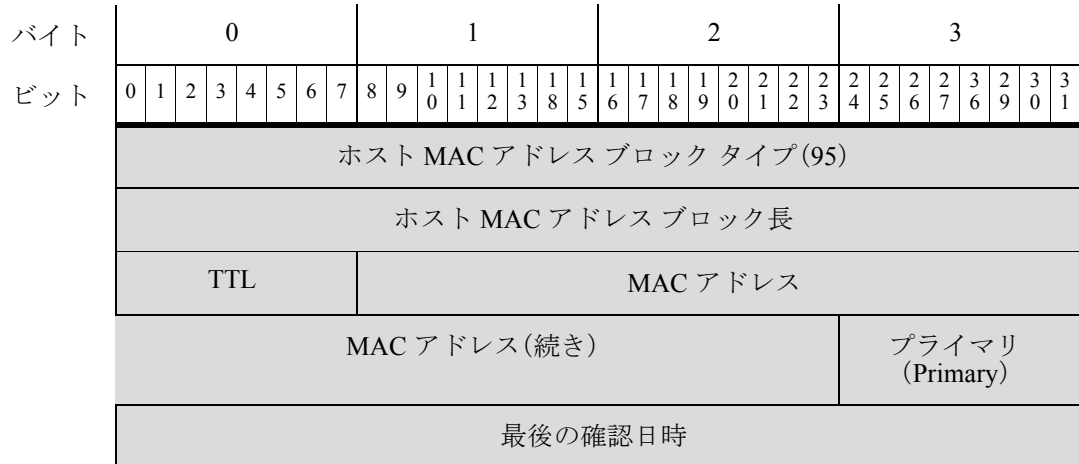 バイト 0 1 2 3
ビット 0 1 2 3 4 5 6 7 8 9 10 11 12 13 18 15 16 17 18 19 20 21 22 23 24 25 26 27 36 29 30 31
ホスト MAC アドレス ブロック タイプ(95)
ホスト MAC アドレス ブロック長
TTL MAC アドレス
MAC アドレス(続き) プライマリ
(Primary)
最後の確認日時